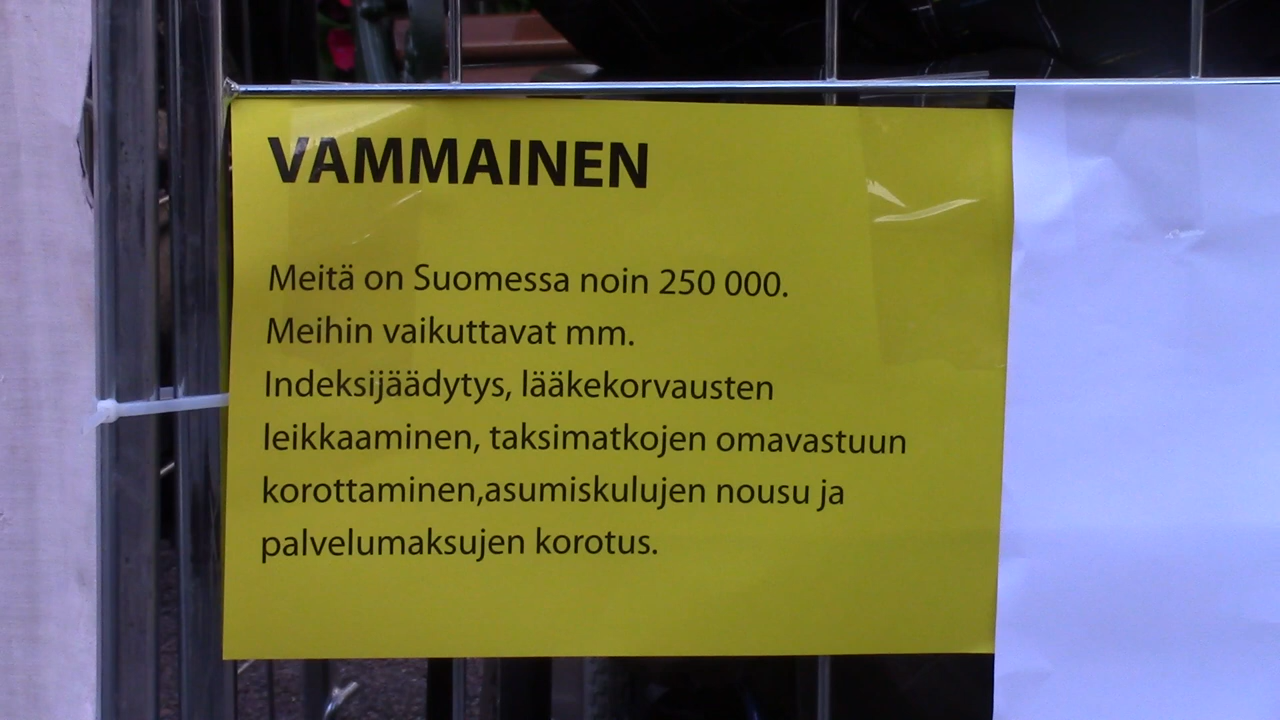 VAMMAINEN
Meitä on Suomessa noin 250 000.
Meihin vaikuttavat mm.
Indeksijäädytys, lääkekorvausten
leikkaaminen, taksimatkojen omavastuun
korottaminen,asumiskulujen nousu ja
palvelumaksujen korotus.